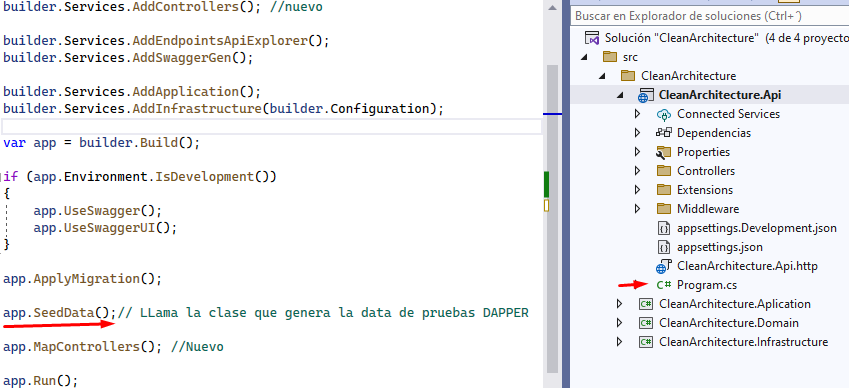 builder.Services.AddControllers(); //nuevo
builder.Services.AddEndpointsApiExplorer();
builder.Services.AddSwaggerGen();
builder.Services.AddApplication();
builder.Services.AddInfrastructure(builder.Configuration);
var app = builder.Build();
if (app.Environment.IsDevelopment())
{
app.UseSwagger();
app.UseSwaggerUI();
}
app.ApplyMigration();
app.SeedData();// LLama la clase que genera la data de pruebas DAPPER
app.MapControllers(); //Nuevo
app.Run();
Buscar en Explorador de soluciones (Ctrl+´)
Solución "CleanArchitecture" (4 de 4 proyecto
src
CleanArchitecture
CleanArchitecture.Api
Connected Services
Dependencias
Properties
Controllers
Extensions
Middleware
appsettings.Development.json
appsettings.json
CleanArchitecture.Api.http
C# Program.cs
C# CleanArchitecture.Aplication
C# CleanArchitecture.Domain
C# CleanArchitecture.Infrastructure